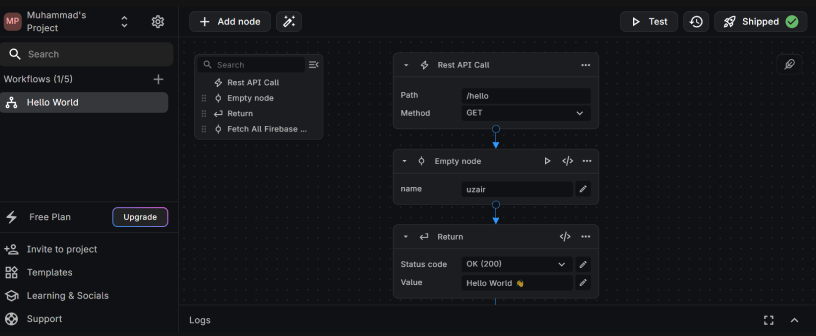 MP
Muhammad's
Project
Search
Workflows (1/5)
Hello World
Free Plan
Upgrade
Invite to project
Templates
Learning & Socials
Support
Add node
Test
Shipped
Search
Rest API Call
Empty node
Return
Fetch All Firebase ...
Rest API Call
Path
/hello
Method
GET
Empty node
name
uzair
Return
Status code
OK (200)
Value
Hello World 👋
Logs